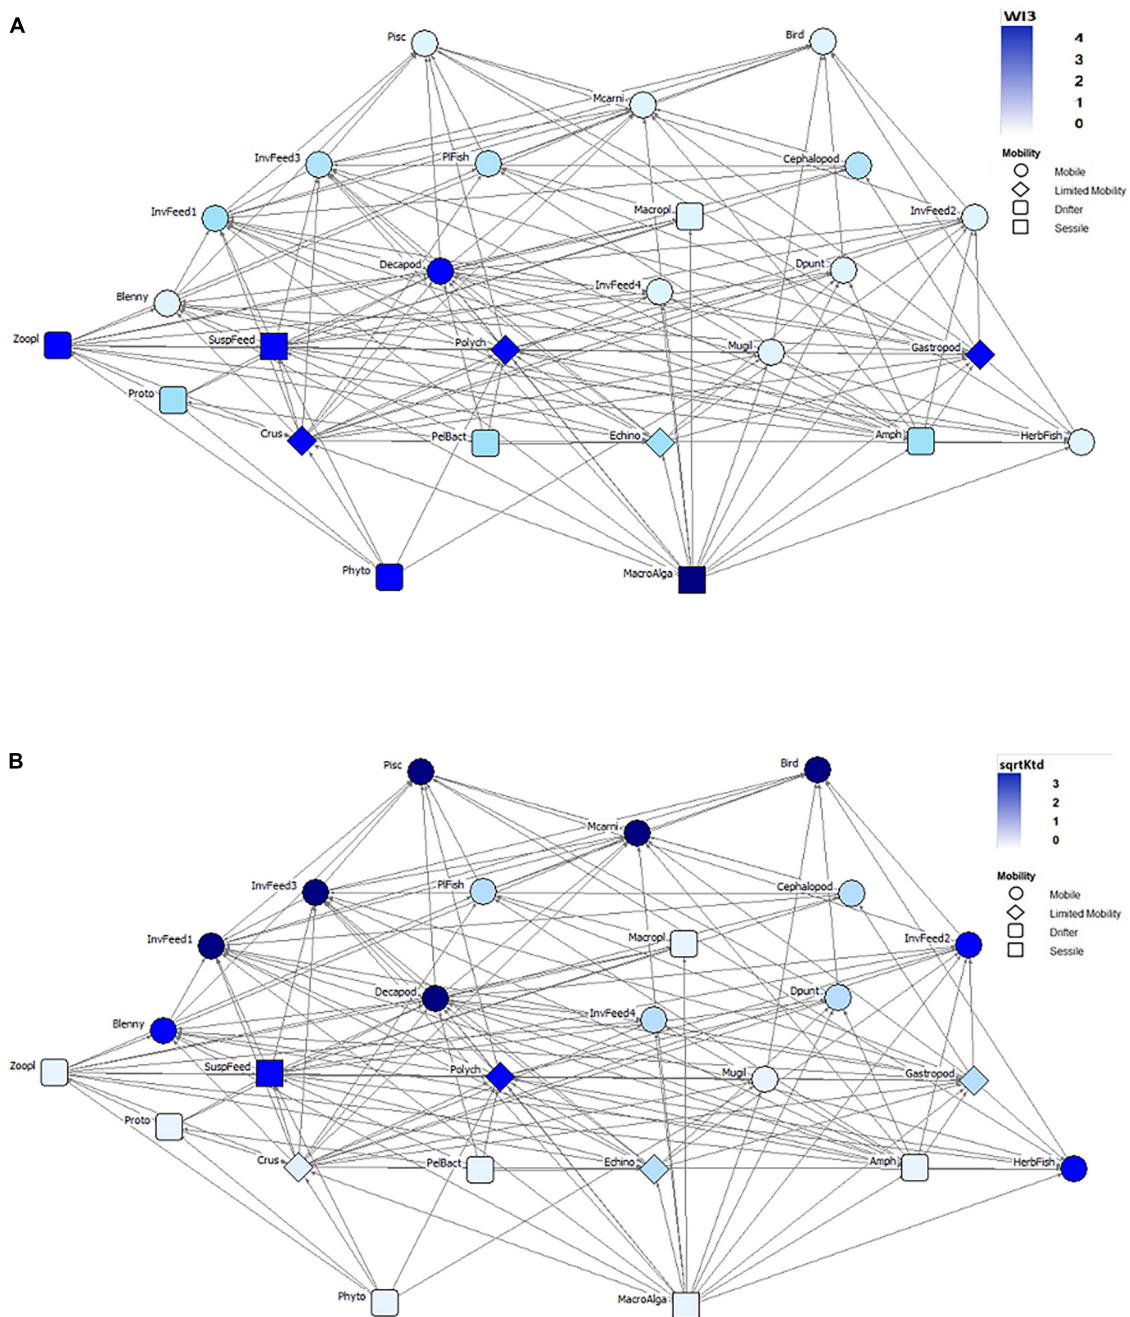 A
WI3
4
3
2
1
0
Mobility
Mobile
Limited Mobility
Drifter
Sessile
Pisc
Bird
Mcarni
InvFeed3
PlFish
Cephalopod
InvFeed1
Macropl
InvFeed2
Decapod
Dpunt
InvFeed4
Blenny
Zoopl
SuspFeed
Polych
Mugil
Gastropod
Proto
Crus
PelBact
Echino
Amph
HerbFish
Phyto
MacroAlga
B
sqrtKtd
3
2
1
0
Mobility
Mobile
Limited Mobility
Drifter
Sessile
Pisc
Bird
Mcarni
InvFeed3
PlFish
Cephalopod
InvFeed1
Macropl
InvFeed2
Decapod
Dpunt
InvFeed4
Blenny
Zoopl
SuspFeed
Polych
Mugil
Gastropod
Proto
Crus
PelBact
Echino
Amph
HerbFish
Phyto
MacroAlga